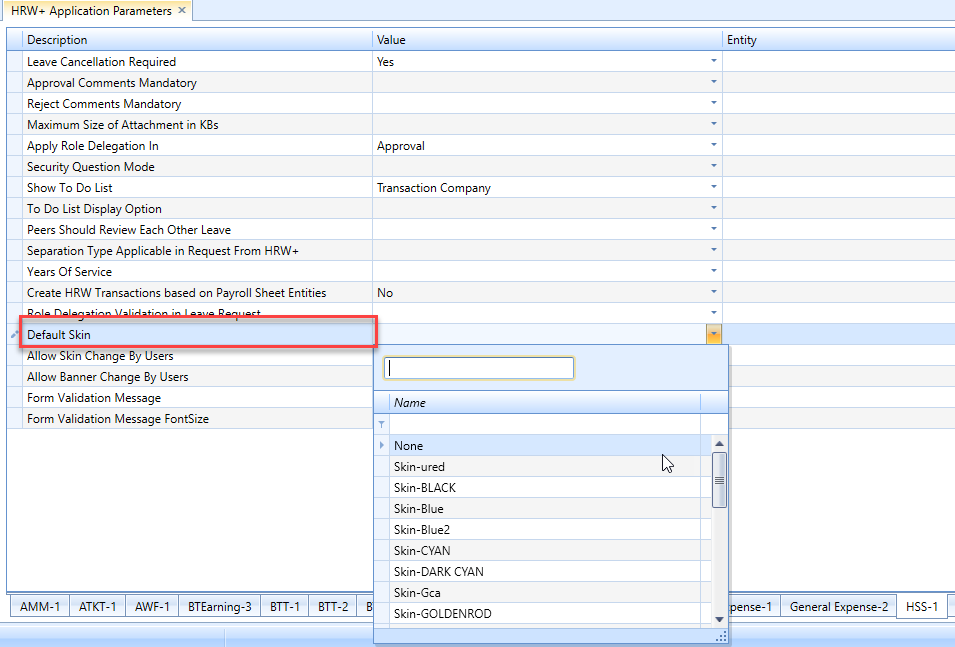 HRW+ Application Parameters
Description Value Entity
Leave Cancellation Required Yes
Approval Comments Mandatory
Reject Comments Mandatory
Maximum Size of Attachment in KBs
Apply Role Delegation In Approval
Security Question Mode
Show To Do List Transaction Company
To Do List Display Option
Peers Should Review Each Other Leave
Separation Type Applicable in Request From HRW+
Years Of Service
Create HRW Transactions based on Payroll Sheet Entities No
Role Delegation Validation in Leave Request
Default Skin
Allow Skin Change By Users
Allow Banner Change By Users
Form Validation Message
Form Validation Message FontSize
Name
None
Skin-ured
Skin-BLACK
Skin-Blue
Skin-Blue2
Skin-CYAN
Skin-DARK CYAN
Skin-Gca
Skin-GOLDENROD
AMM-1 ATKT-1 AWF-1 BTEarning-3 BTT-1 BTT-2 B pense-1 General Expense-2 HSS-1